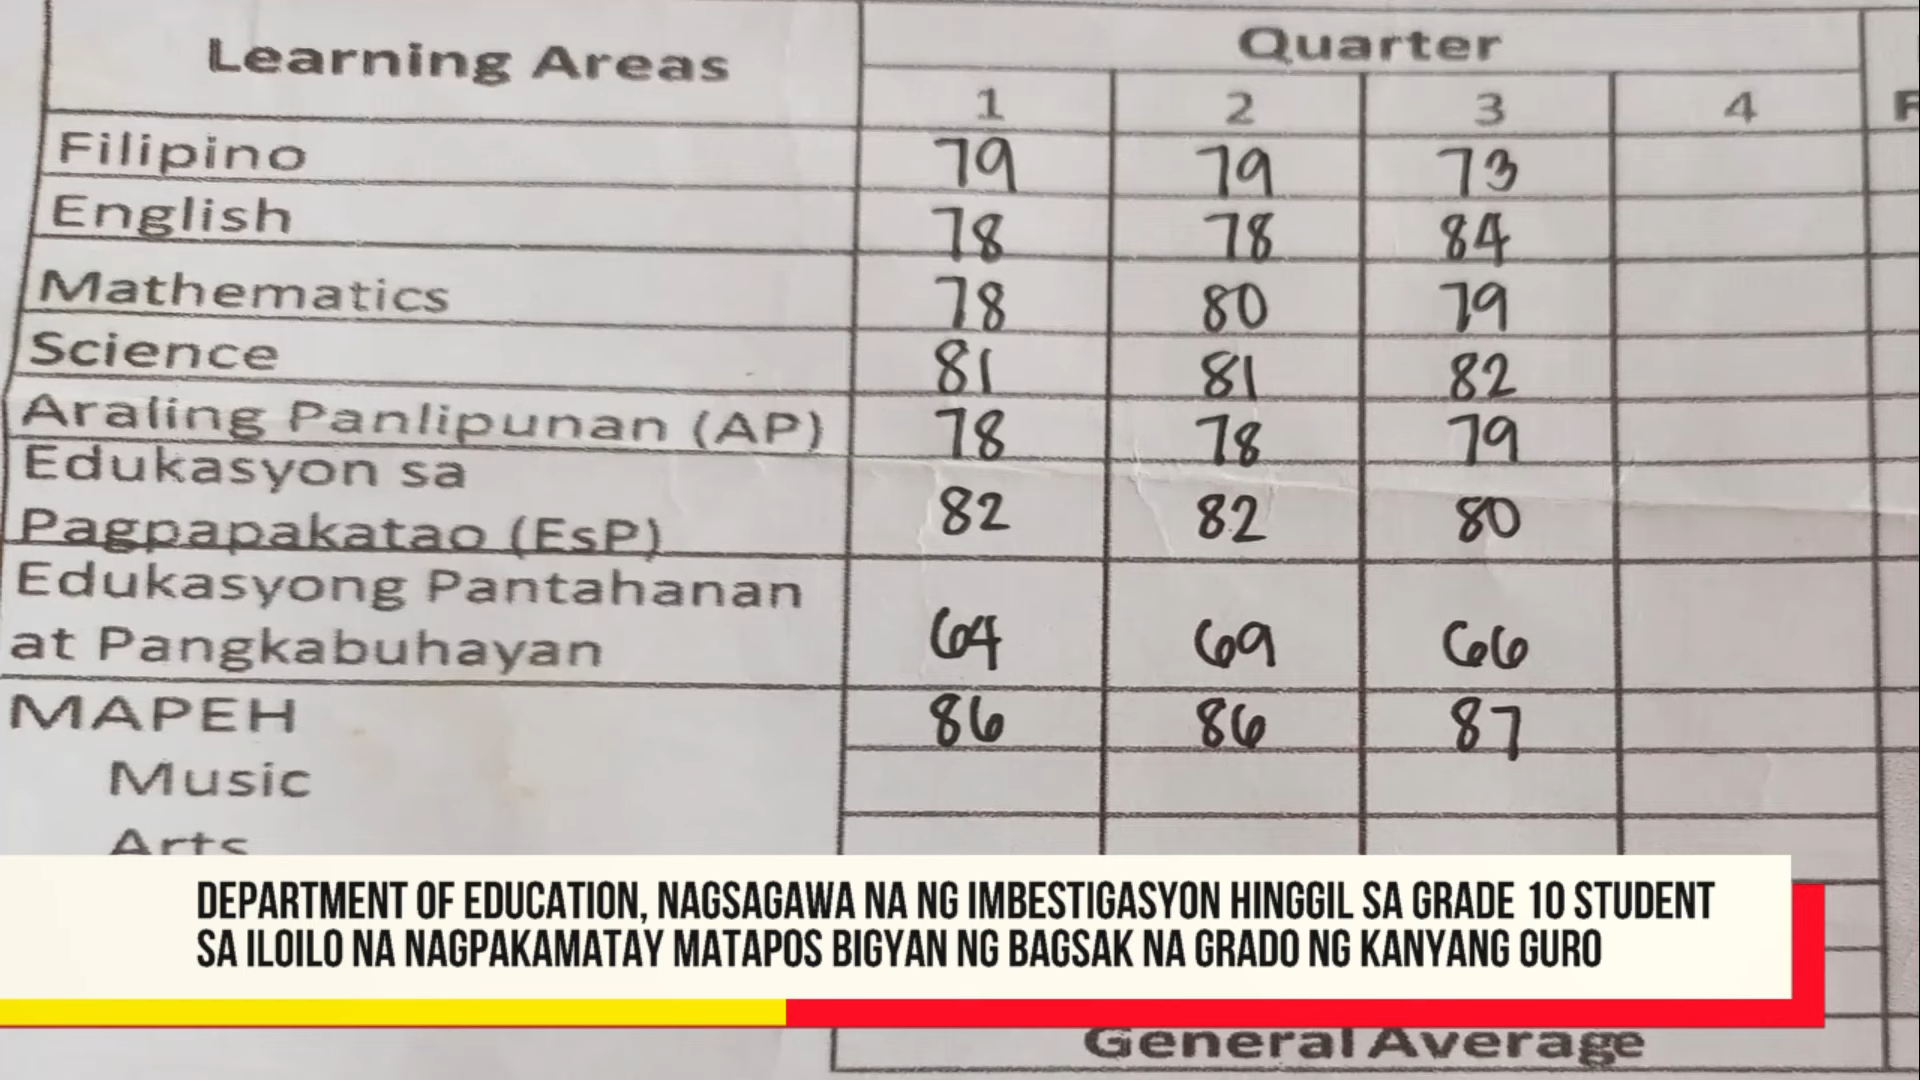 Learning Areas Quarter
1 2 3 4
Filipino 79 79 73
English 78 78 84
Mathematics 78 80 79
Science 81 81 82
Araling Panlipunan (AP) 78 78 79
Edukasyon sa
Pagpapakatao (EsP) 82 82 80
Edukasyong Pantahanan
at Pangkabuhayan 64 69 66
MAPEH 86 86 87
Music
Arts
DEPARTMENT OF EDUCATION, NAGSAGAWA NA NG IMBESTIGASYON HINGGIL SA GRADE 10 STUDENT
SA ILOILO NA NAGPAKAMATAY MATAPOS BIGYAN NG BAGSAK NA GRADO NG KANYANG GURO
General Average